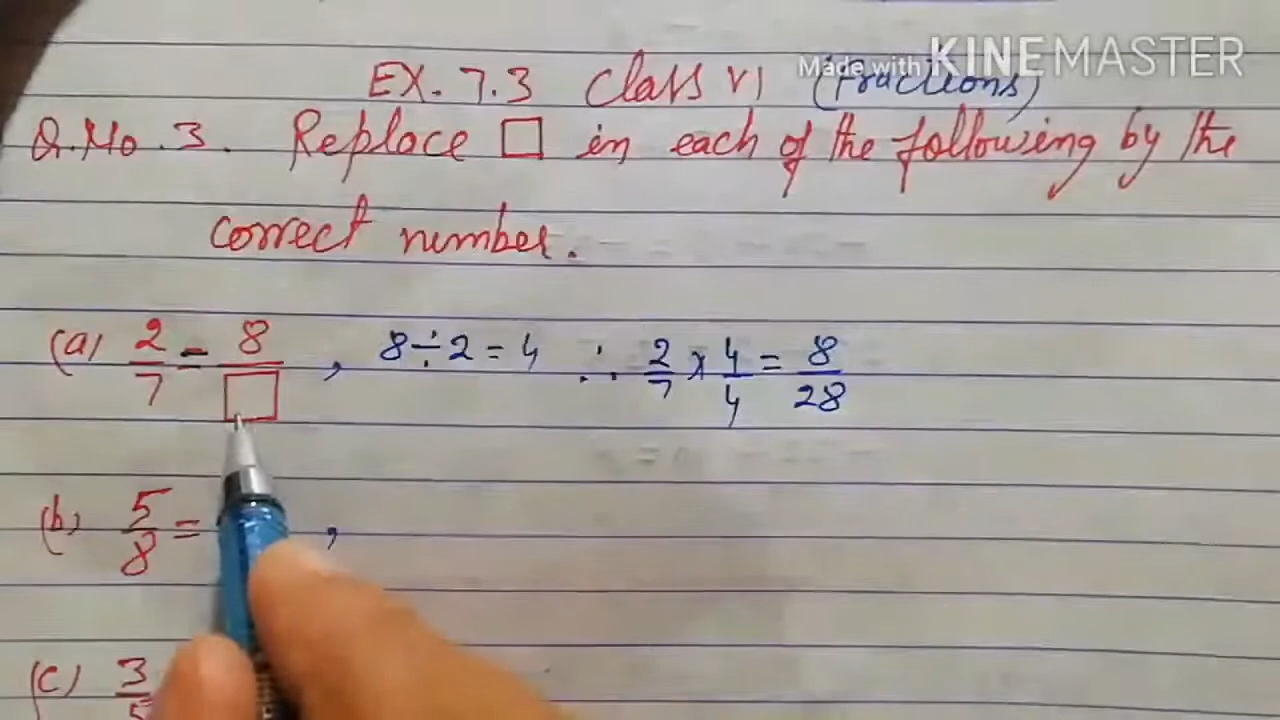 Made with KINEMASTER
EX. 7.3 Class VI (fractions)
Q.No.3. Replace □ in each of the following by the
correct number.
(a) 2/7 = 8/□ , 8÷2=4 ∴ 2/7 x 4/4 = 8/28
(b) 5/8 = ,
(c) 3/5